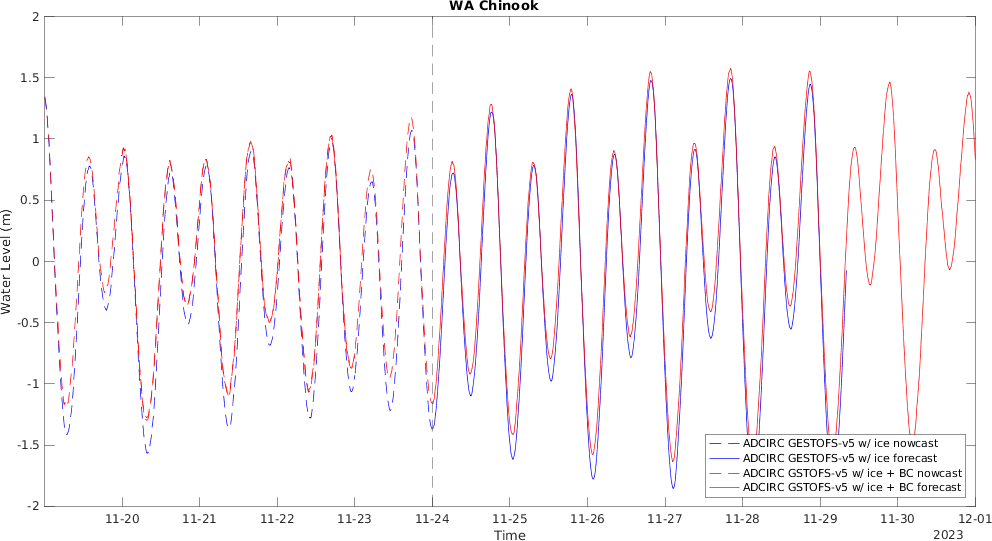 WA Chinook
2
1.5
1
0.5
0
-0.5
-1
-1.5
-2
Water Level (m)
11-20 11-21 11-22 11-23 11-24 11-25 11-26 11-27 11-28 11-29 11-30 12-01
Time
2023
ADCIRC GESTOFS-v5 w/ ice nowcast
ADCIRC GESTOFS-v5 w/ ice forecast
ADCIRC GSTOFS-v5 w/ ice + BC nowcast
ADCIRC GSTOFS-v5 w/ ice + BC forecast